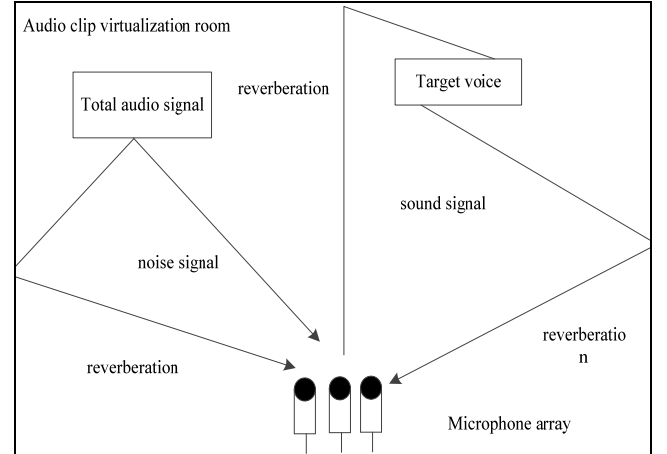 Audio clip virtualization room
Total audio signal
reverberation
Target voice
sound signal
noise signal
reverberation
reverberatio
n
Microphone array